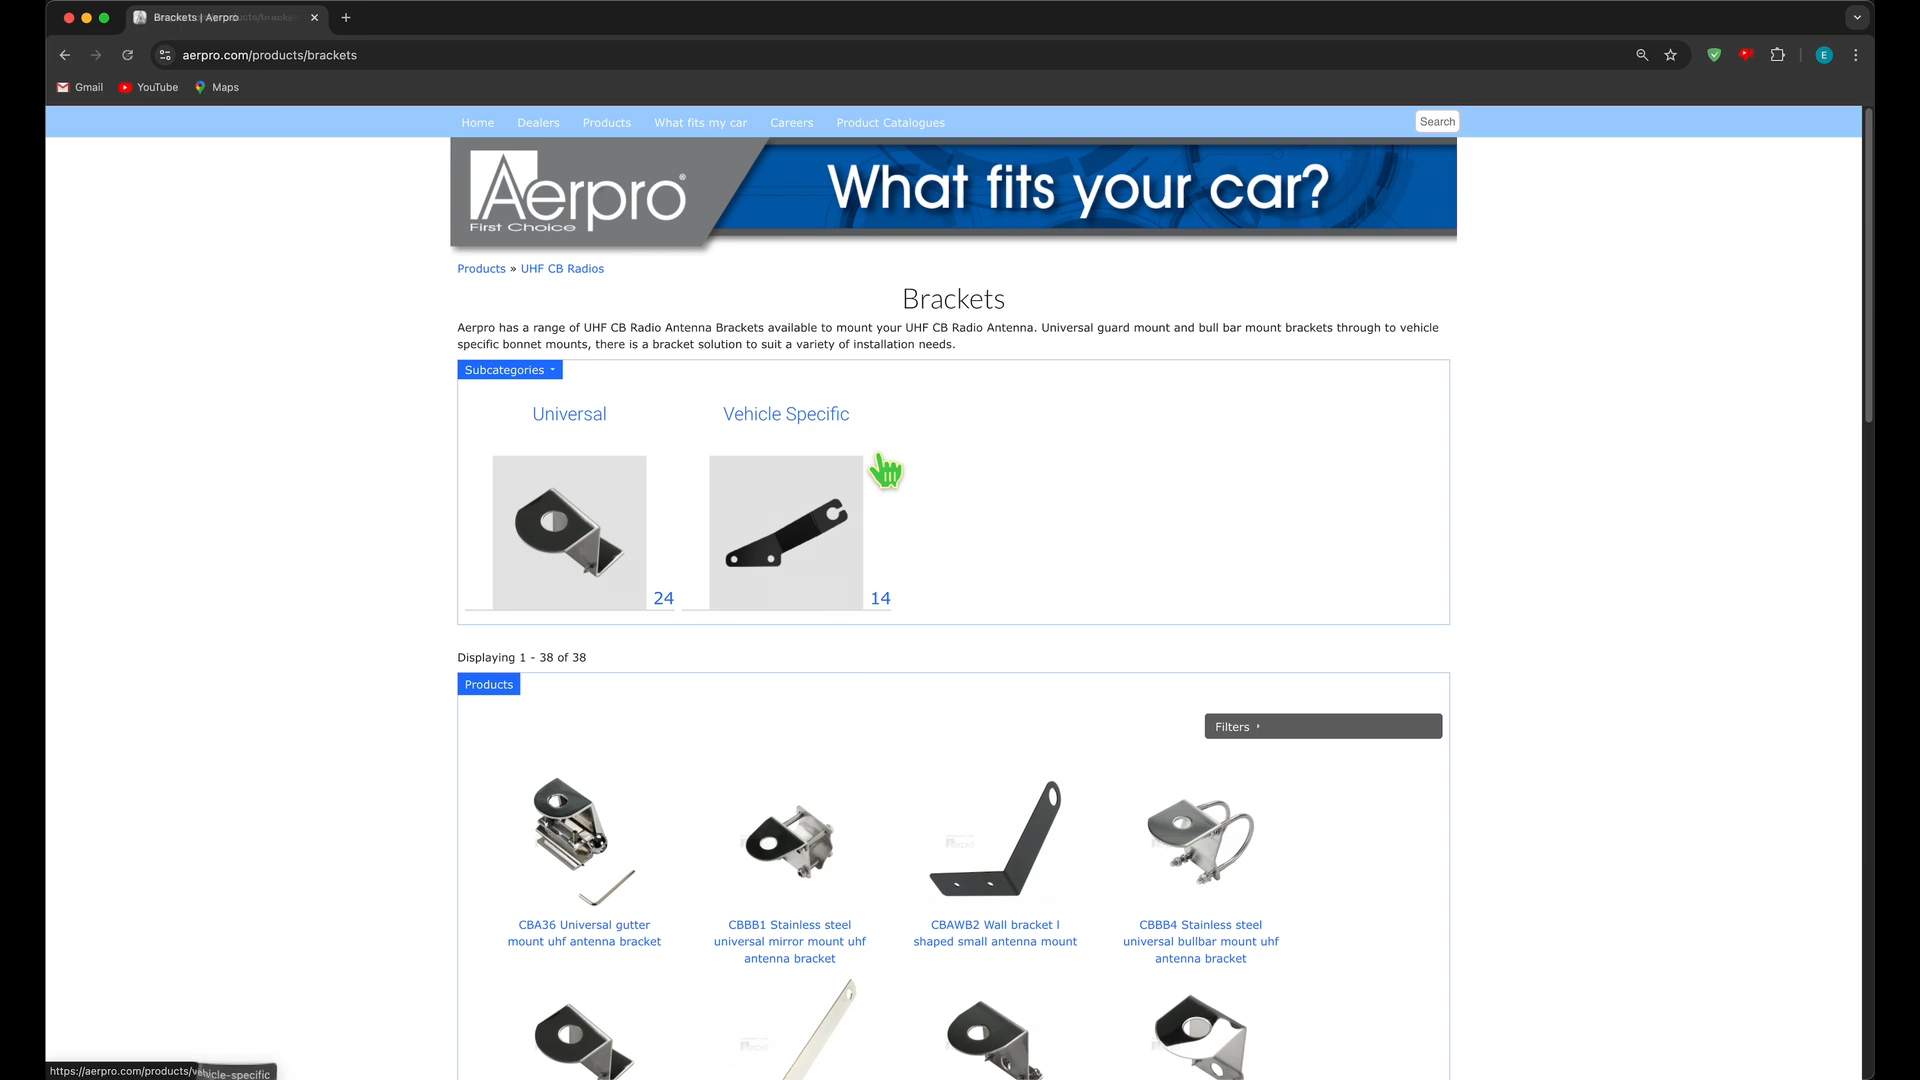 Brackets | Aerpro
aerpro.com/products/brackets
E
Gmail
YouTube
Maps
Home
Dealers
Products
What fits my car
Careers
Product Catalogues
Search
Aerpro®
First Choice
What fits your car?
Products » UHF CB Radios
Brackets
Aerpro has a range of UHF CB Radio Antenna Brackets available to mount your UHF CB Radio Antenna. Universal guard mount and bull bar mount brackets through to vehicle
specific bonnet mounts, there is a bracket solution to suit a variety of installation needs.
Subcategories
Universal
Vehicle Specific
24
14
Displaying 1 - 38 of 38
Products
Filters
CBA36 Universal gutter
mount uhf antenna bracket
CBBB1 Stainless steel
universal mirror mount uhf
antenna bracket
CBAWB2 Wall bracket l
shaped small antenna mount
CBBB4 Stainless steel
universal bullbar mount uhf
antenna bracket
https://aerpro.com/products/vehicle-specific